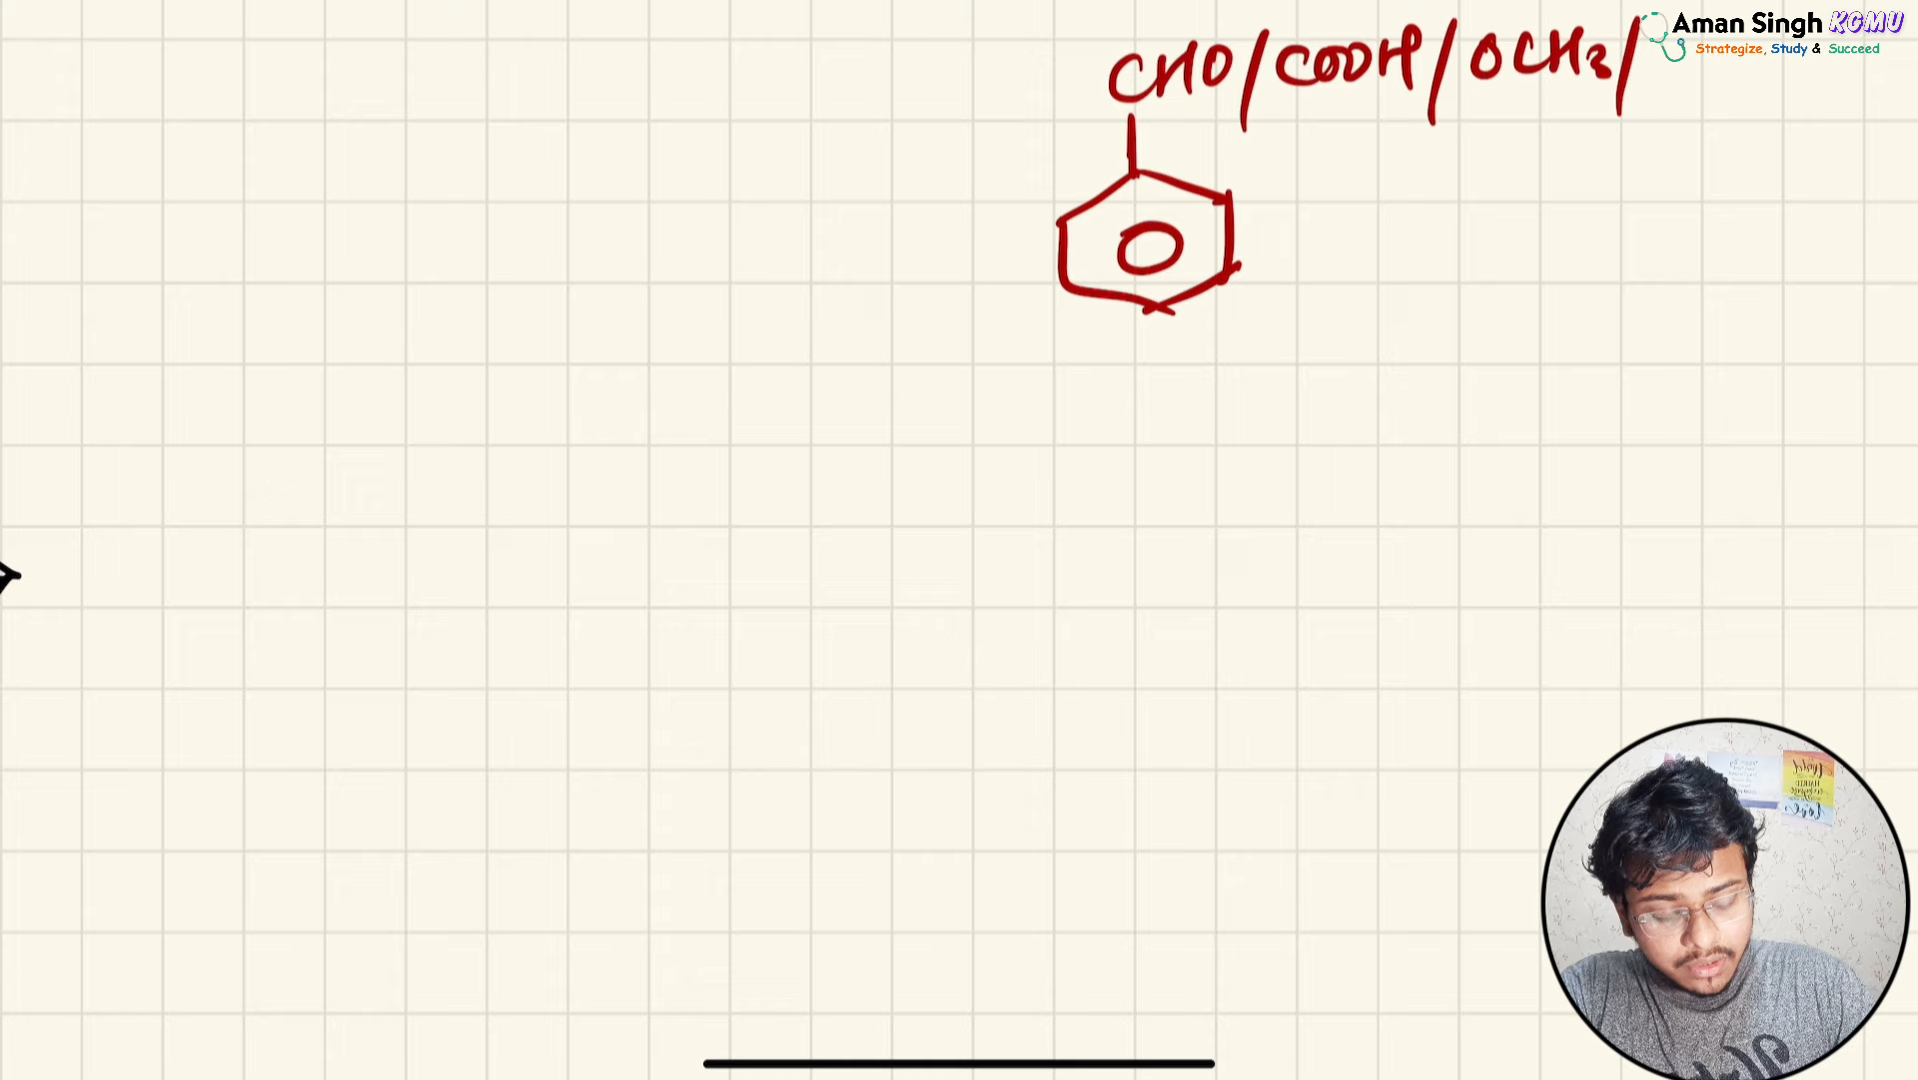 CHO/COOH/OCH3/
Aman Singh KGMU
Strategize, Study & Succeed